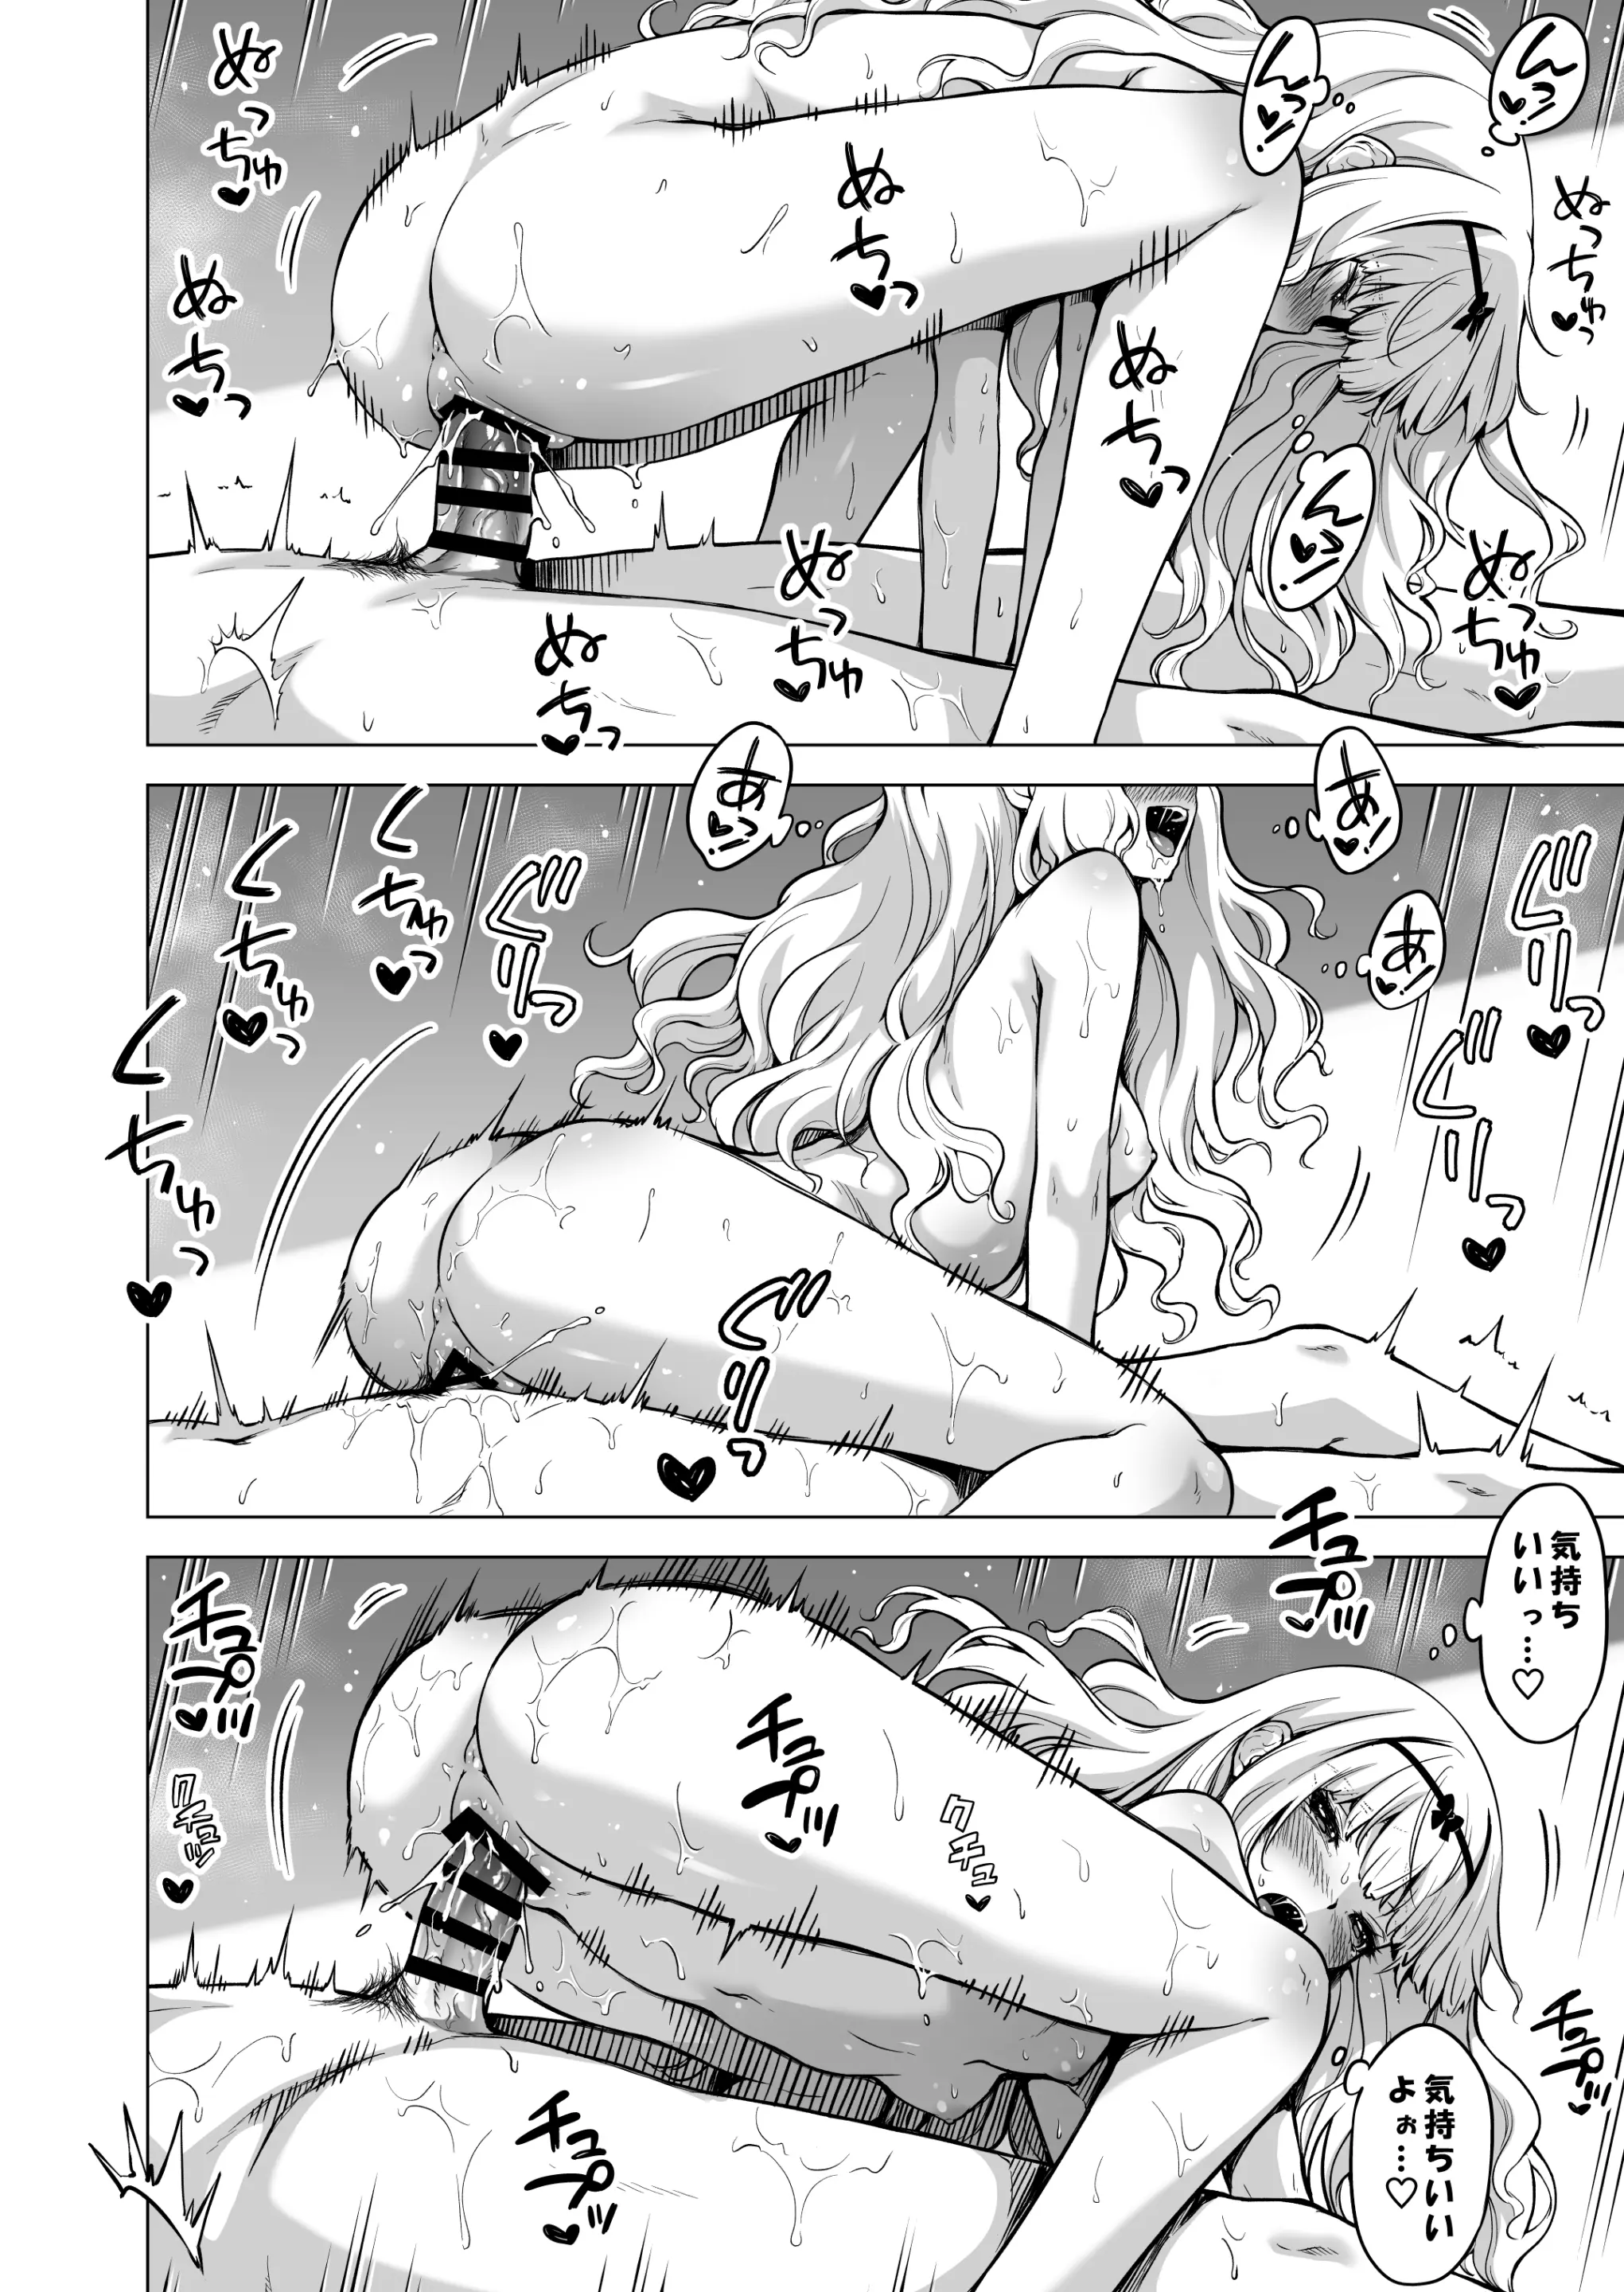 んっ♥!
んっ♥!
んっ♥!
ぬっちゅっ♥
ぬっちゅ♥
ぬちっ♥
ぬちっ♥
ぬっちゅ♥
ぬちっ♥
ぬっちゅ♥
ぬちっ♥
あ♥!
あ♥!
あっ♥!
ぐりっ♥
ぐりっ♥
ぐりっ♥
ぐりっ♥
くちゅっ♥
くちゅっ♥
くちゅっ♥
気持ち
いいっ…♡
気持ちいい
よぉ…♡
チュプッ♥
チュプッ♥
チュプッ♥
クチュ♥
チュプッ♥
チュプッ♥